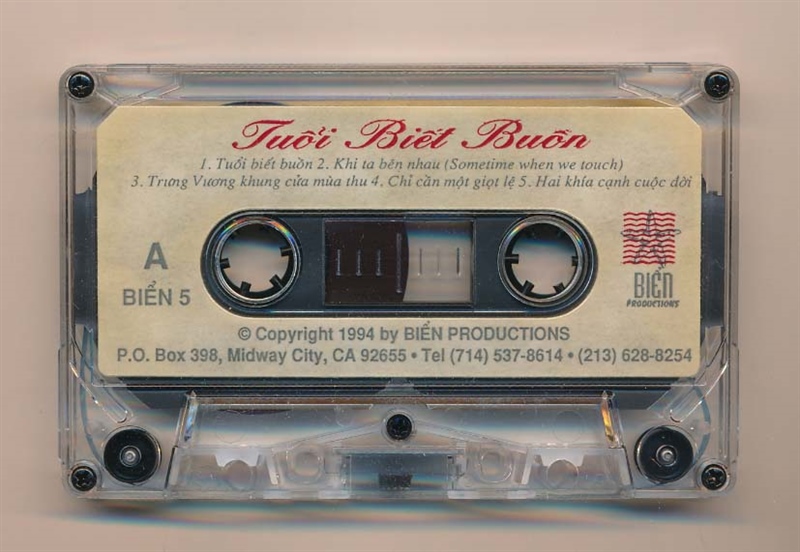 Tuổi Biết Buồn
1. Tuổi biết buồn 2. Khi ta bên nhau (Sometime when we touch)
3. Trưng Vương khung cửa mùa thu 4. Chỉ cần một giọt lệ 5. Hai khía cạnh cuộc đời
A
BIỂN 5
BIỂN
PRODUCTIONS
© Copyright 1994 by BIỂN PRODUCTIONS
P.O. Box 398, Midway City, CA 92655 • Tel (714) 537-8614 • (213) 628-8254